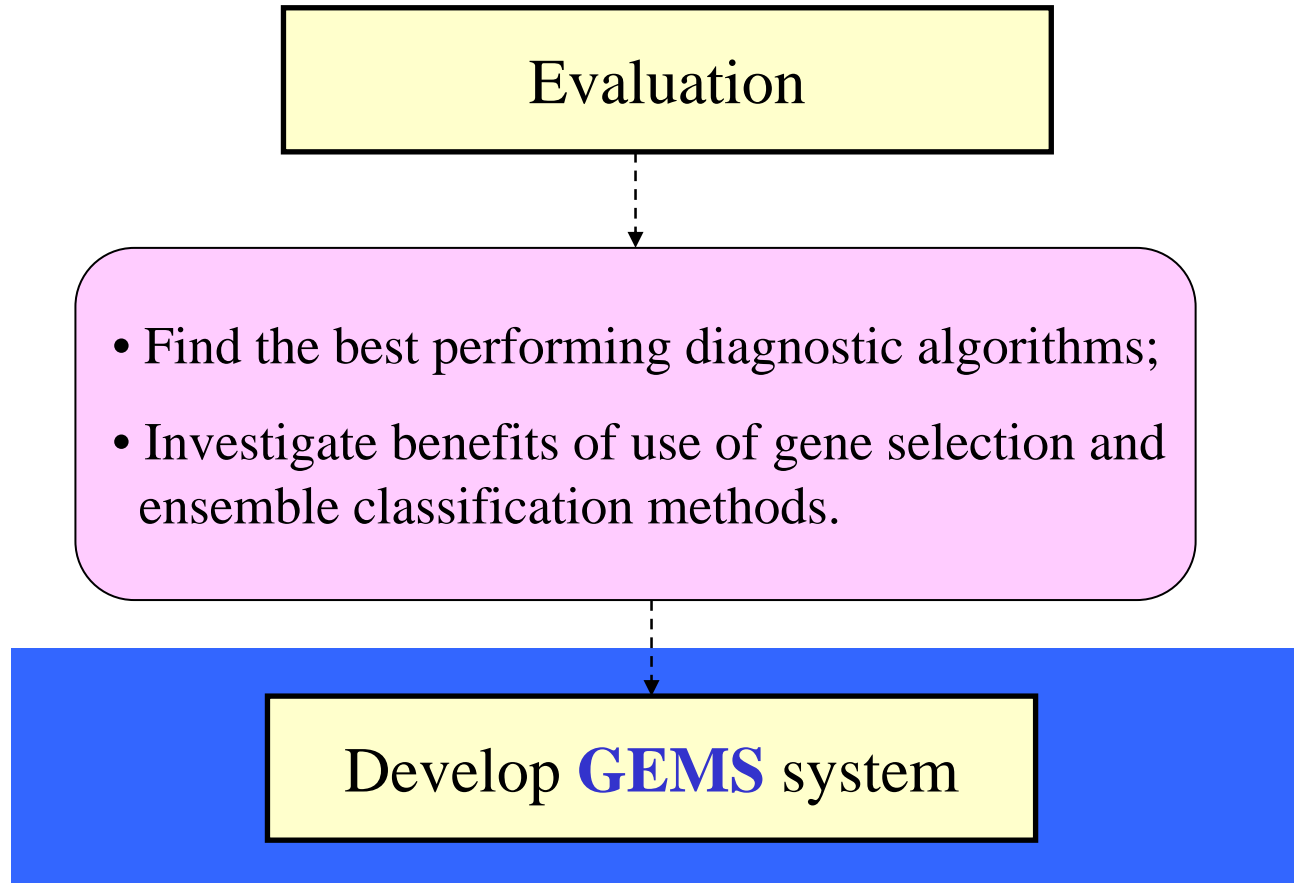 Evaluation
• Find the best performing diagnostic algorithms;
• Investigate benefits of use of gene selection and
ensemble classification methods.
Develop GEMS system